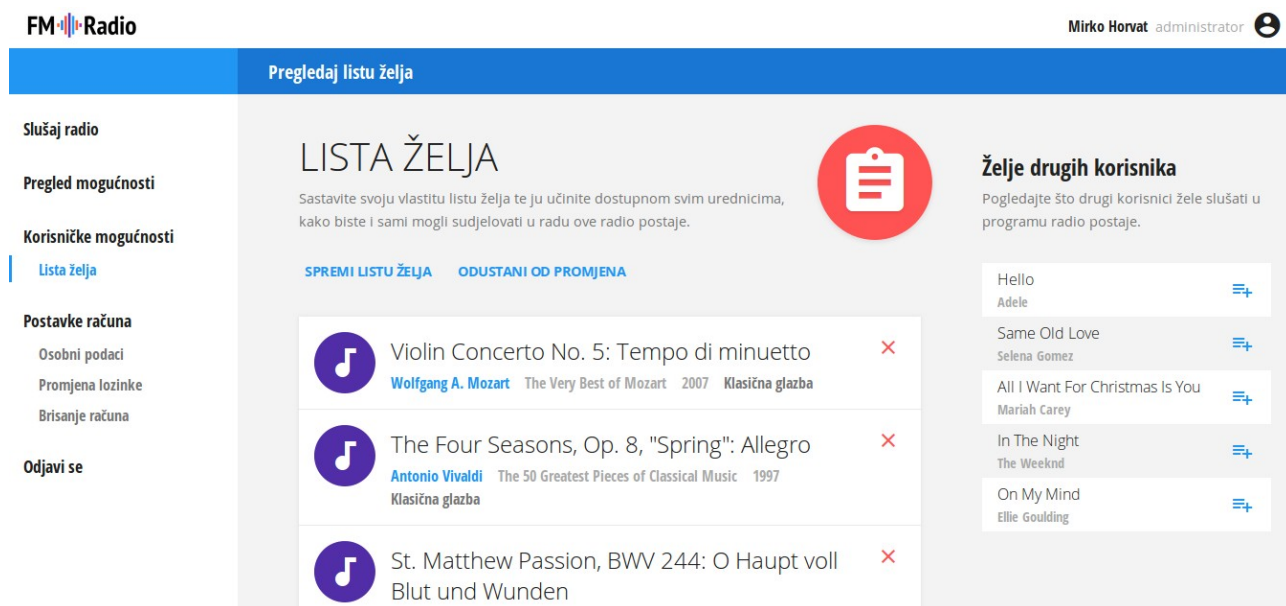 FM Radio
Mirko Horvat administrator
Pregledaj listu želja
Slušaj radio
Pregled mogućnosti
Korisničke mogućnosti
Lista želja
Postavke računa
Osobni podaci
Promjena lozinke
Brisanje računa
Odjavi se
LISTA ŽELJA
Sastavite svoju vlastitu listu želja te ju učinite dostupnom svim urednicima,
kako biste i sami mogli sudjelovati u radu ove radio postaje.
SPREMI LISTU ŽELJA ODUSTANI OD PROMJENA
Violin Concerto No. 5: Tempo di minuetto
Wolfgang A. Mozart The Very Best of Mozart 2007 Klasična glazba
The Four Seasons, Op. 8, "Spring": Allegro
Antonio Vivaldi The 50 Greatest Pieces of Classical Music 1997
Klasična glazba
St. Matthew Passion, BWV 244: O Haupt voll
Blut und Wunden
Želje drugih korisnika
Pogledajte što drugi korisnici žele slušati u
programu radio postaje.
Hello
Adele
Same Old Love
Selena Gomez
All I Want For Christmas Is You
Mariah Carey
In The Night
The Weeknd
On My Mind
Ellie Goulding